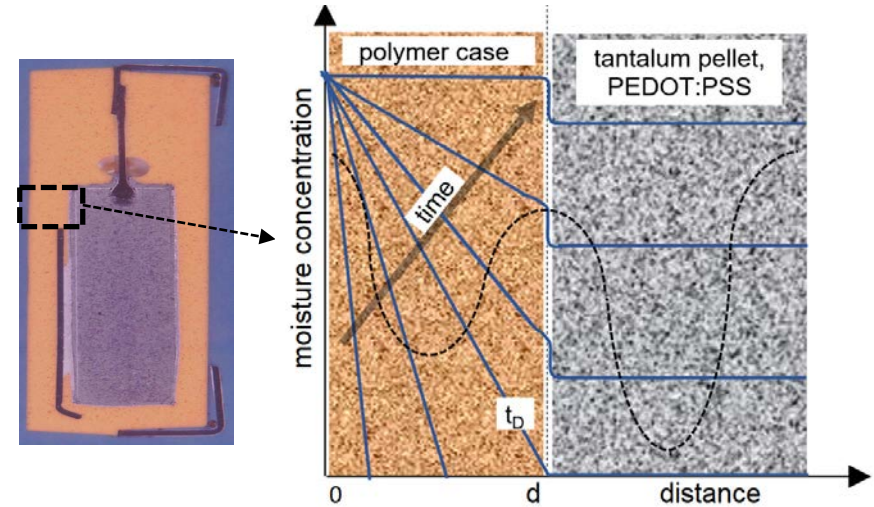 moisture concentration
polymer case
tantalum pellet,
PEDOT:PSS
time
t_D
0
d
distance